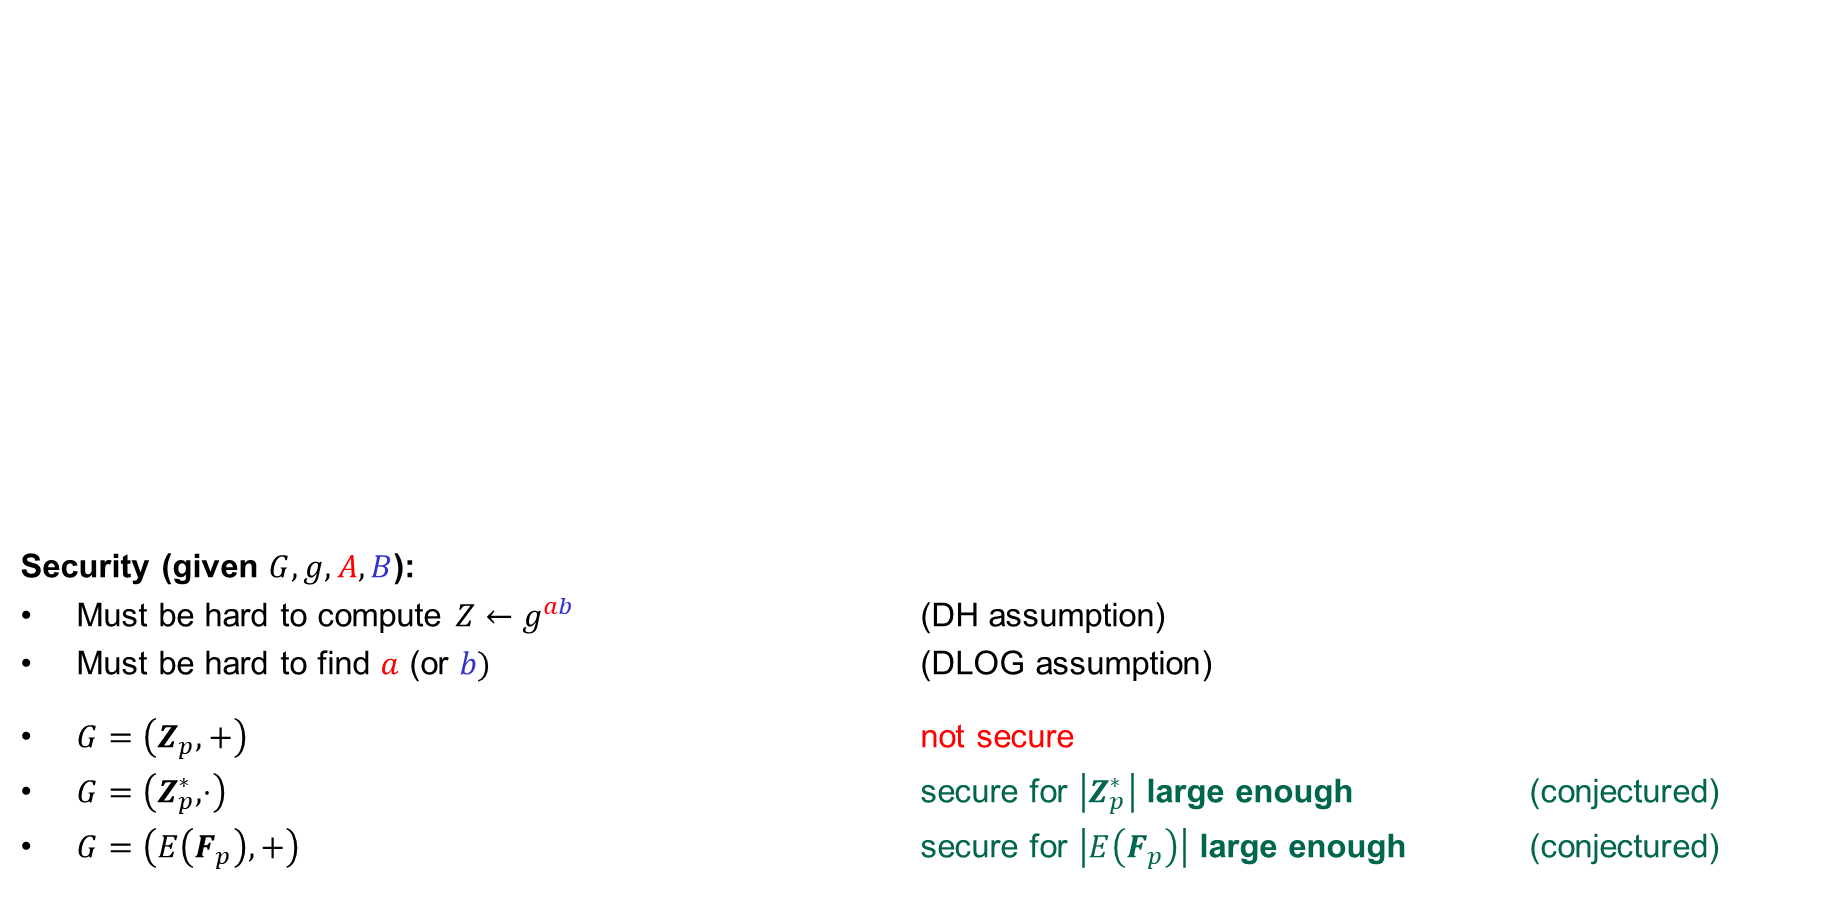 Security (given G, g, A, B):
• Must be hard to compute Z ← g^{ab} (DH assumption)
• Must be hard to find a (or b) (DLOG assumption)
• G = (Z_p, +) not secure
• G = (Z_p^*, ·) secure for |Z_p^*| large enough (conjectured)
• G = (E(F_p), +) secure for |E(F_p)| large enough (conjectured)